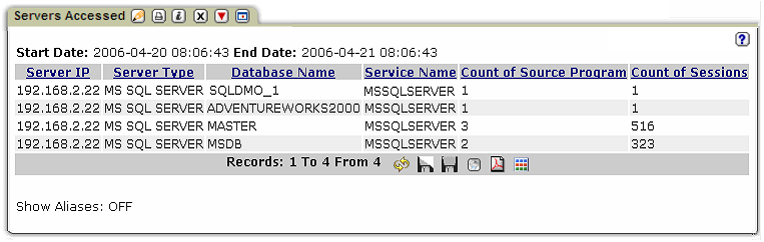 Servers Accessed
Start Date: 2006-04-20 08:06:43 End Date: 2006-04-21 08:06:43
Server IP Server Type Database Name Service Name Count of Source Program Count of Sessions
192.168.2.22 MS SQL SERVER SQLDMO_1 MSSQLSERVER 1 1
192.168.2.22 MS SQL SERVER ADVENTUREWORKS2000 MSSQLSERVER 1 1
192.168.2.22 MS SQL SERVER MASTER MSSQLSERVER 3 516
192.168.2.22 MS SQL SERVER MSDB MSSQLSERVER 2 323
Records: 1 To 4 From 4
Show Aliases: OFF